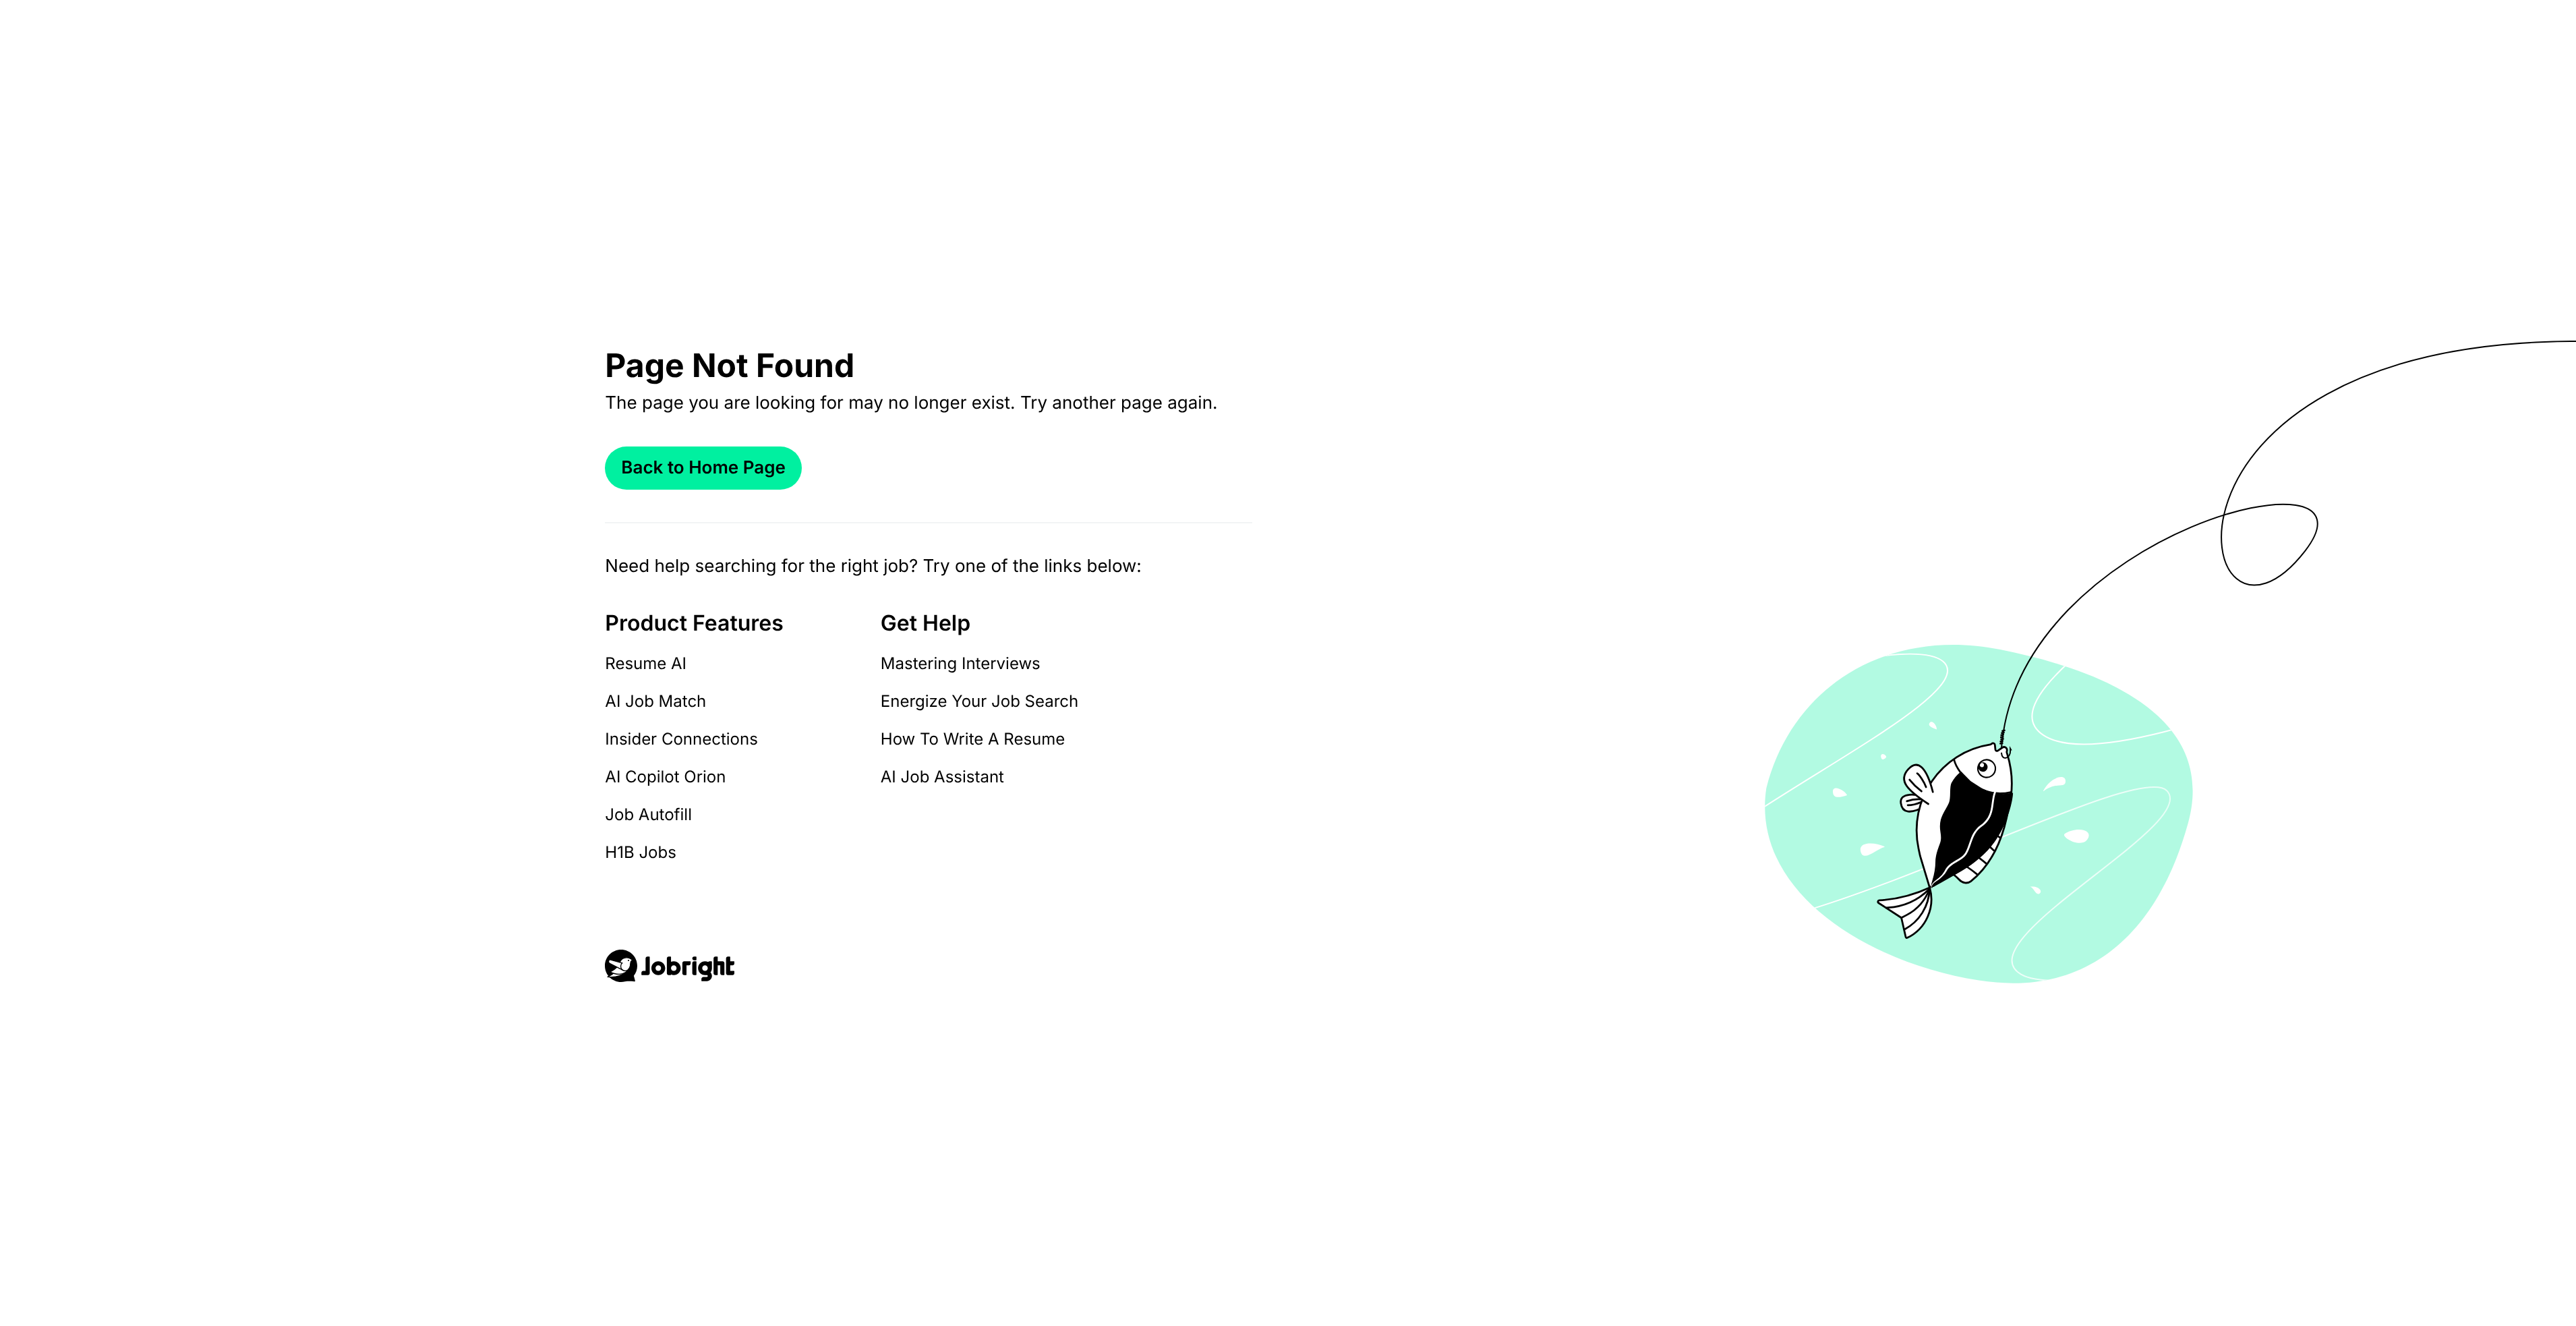 Page Not Found
The page you are looking for may no longer exist. Try another page again.
Back to Home Page
Need help searching for the right job? Try one of the links below:
Product Features
Resume AI
AI Job Match
Insider Connections
AI Copilot Orion
Job Autofill
H1B Jobs
Get Help
Mastering Interviews
Energize Your Job Search
How To Write A Resume
AI Job Assistant
Jobright